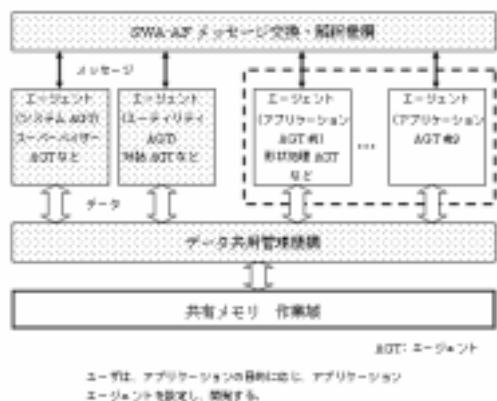 SWA-AF メッセージ交換・解釈機構
メッセージ
エージェント
(システム AGT)
スーパーバイザー
AGT など
エージェント
(ユーティリティ
AGT)
対話 AGT など
エージェント
(アプリケーション
AGT #1)
形状処理 AGT
など
…
エージェント
(アプリケーション
AGT #2)
データ
データ共用管理機構
共有メモリ 作業域
AGT: エージェント
ユーザは、アプリケーションの目的に応じ、アプリケーション
エージェントを設定し、開発する。